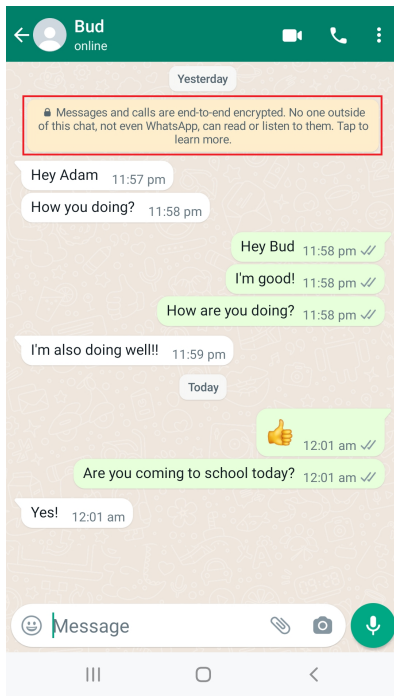 Bud
online
Yesterday
Messages and calls are end-to-end encrypted. No one outside
of this chat, not even WhatsApp, can read or listen to them. Tap to
learn more.
Hey Adam 11:57 pm
How you doing? 11:58 pm
Hey Bud 11:58 pm
I'm good! 11:58 pm
How are you doing? 11:58 pm
I'm also doing well!! 11:59 pm
Today
👍 12:01 am
Are you coming to school today? 12:01 am
Yes! 12:01 am
Message